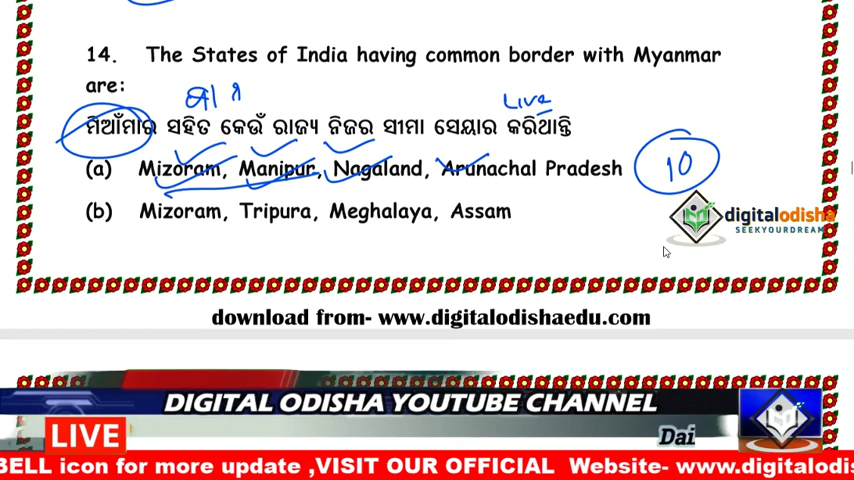 14. The States of India having common border with Myanmar
are:
Live
ମିଆଁମାର ସହିତ କେଉଁ ରାଜ୍ୟ ନିଜର ସୀମା ସେୟାର କରିଥାନ୍ତି
(a) Mizoram, Manipur, Nagaland, Arunachal Pradesh
10
(b) Mizoram, Tripura, Meghalaya, Assam
digitalodisha
SEEKYOURDREAM
download from- www.digitalodishaedu.com
DIGITAL ODISHA YOUTUBE CHANNEL
LIVE
Dai
BELL icon for more update ,VISIT OUR OFFICIAL Website- www.digitalodis